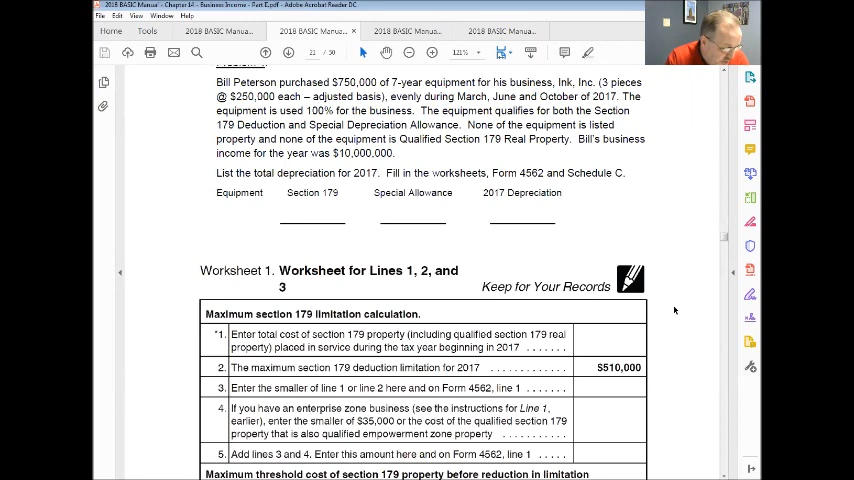 2018 BASIC Manual - Chapter 14 - Business Income - Part E.pdf - Adobe Acrobat Reader DC
File Edit View Window Help
Home Tools 2018 BASIC Manua... 2018 BASIC Manua... × 2018 BASIC Manua... 2018 BASIC Manua...
21 / 50 121%
Bill Peterson purchased $750,000 of 7-year equipment for his business, Ink, Inc. (3 pieces
@ $250,000 each – adjusted basis), evenly during March, June and October of 2017. The
equipment is used 100% for the business. The equipment qualifies for both the Section
179 Deduction and Special Depreciation Allowance. None of the equipment is listed
property and none of the equipment is Qualified Section 179 Real Property. Bill's business
income for the year was $10,000,000.
List the total depreciation for 2017. Fill in the worksheets, Form 4562 and Schedule C.
Equipment Section 179 Special Allowance 2017 Depreciation
Worksheet 1. Worksheet for Lines 1, 2, and
3
Keep for Your Records
Maximum section 179 limitation calculation.
*1. Enter total cost of section 179 property (including qualified section 179 real
property) placed in service during the tax year beginning in 2017 . . . . . . .
2. The maximum section 179 deduction limitation for 2017 . . . . . . . . . . . . . $510,000
3. Enter the smaller of line 1 or line 2 here and on Form 4562, line 1 . . . . . . .
4. If you have an enterprise zone business (see the instructions for Line 1,
earlier), enter the smaller of $35,000 or the cost of the qualified section 179
property that is also qualified empowerment zone property . . . . . . . . . . .
5. Add lines 3 and 4. Enter this amount here and on Form 4562, line 1 . . . . .
Maximum threshold cost of section 179 property before reduction in limitation